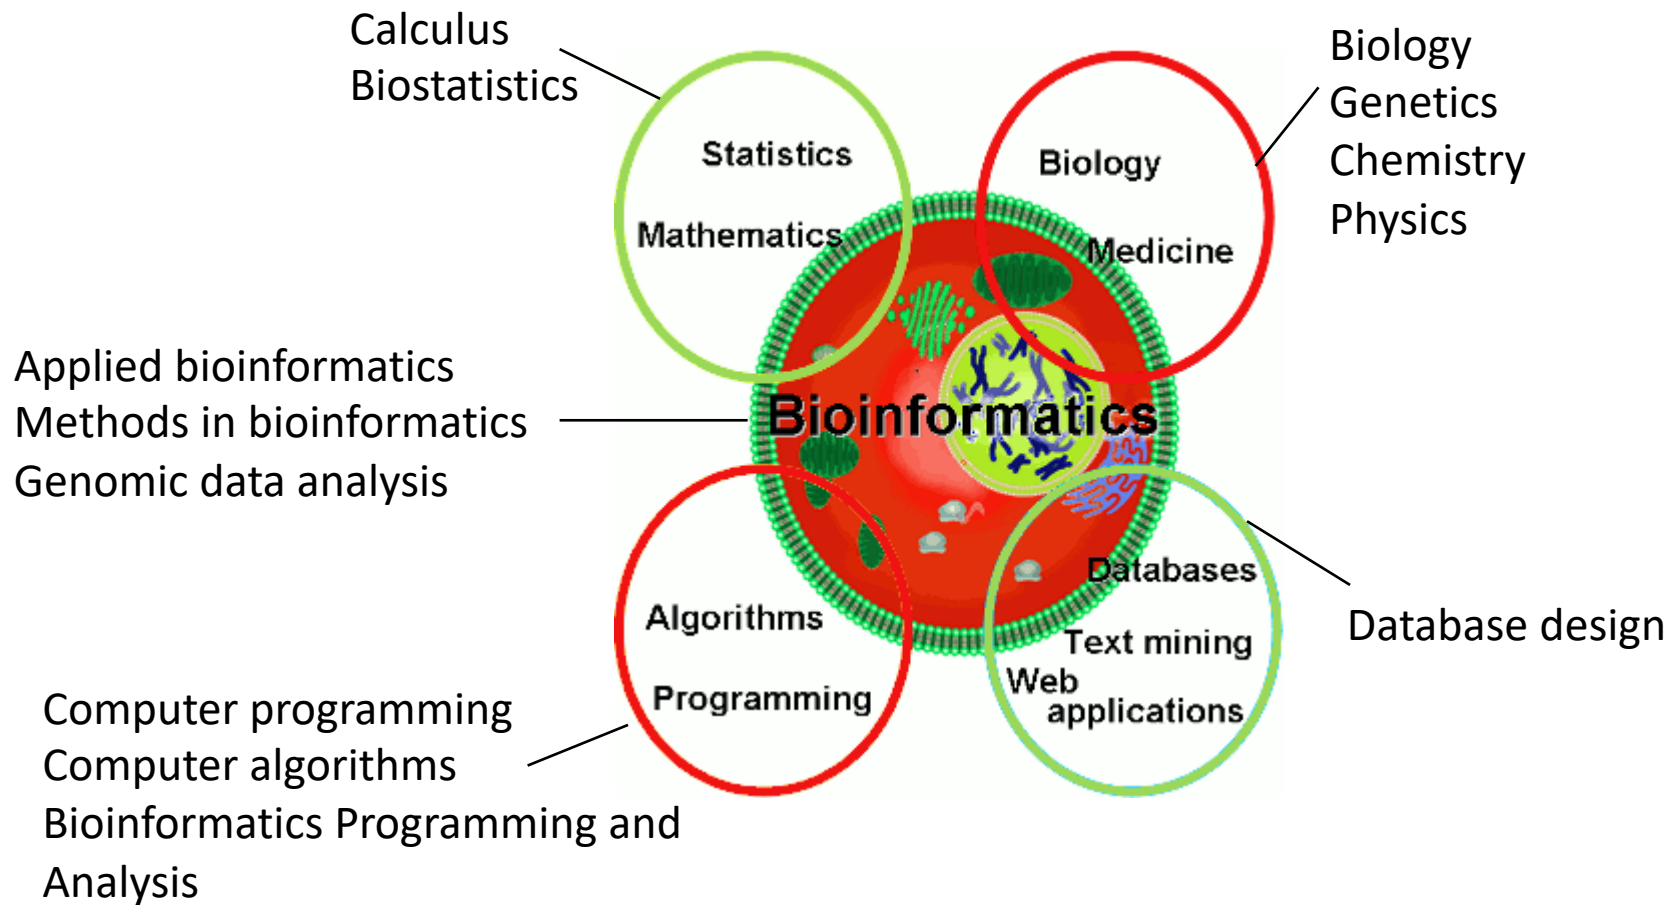 Calculus
Biostatistics
Biology
Genetics
Chemistry
Physics
Statistics
Mathematics
Biology
Medicine
Applied bioinformatics
Methods in bioinformatics
Genomic data analysis
Bioinformatics
Algorithms
Programming
Databases
Text mining
Web
applications
Database design
Computer programming
Computer algorithms
Bioinformatics Programming and
Analysis